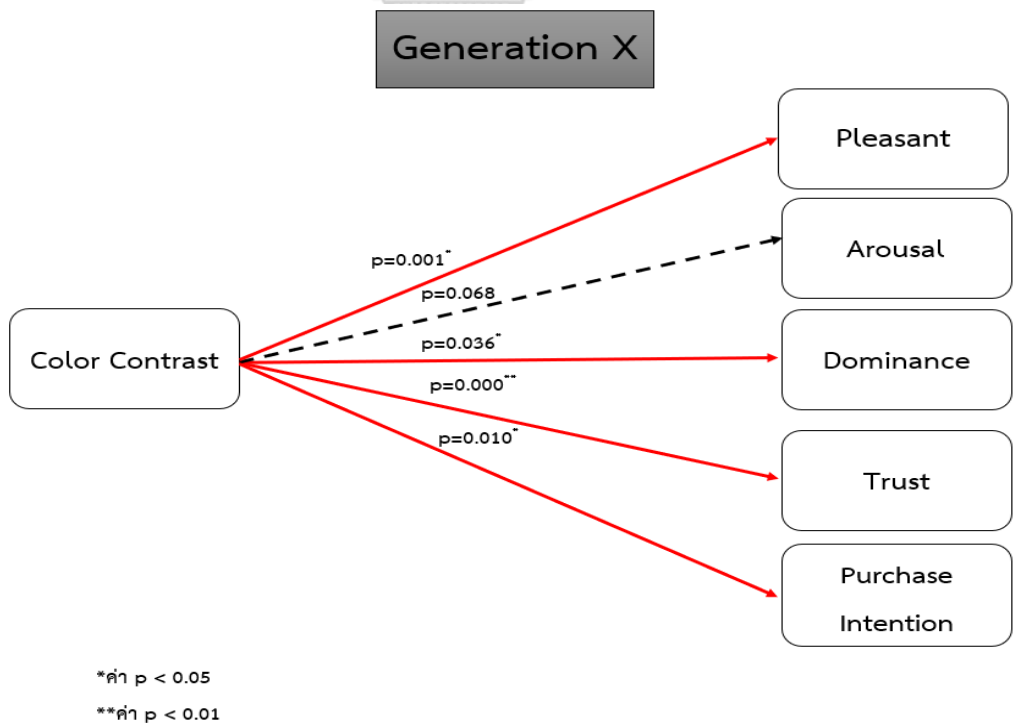 Generation X
Pleasant
p=0.001*
Arousal
p=0.068
Color Contrast
p=0.036*
Dominance
p=0.000**
p=0.010*
Trust
Purchase
Intention
*ค่า p < 0.05
**ค่า p < 0.01